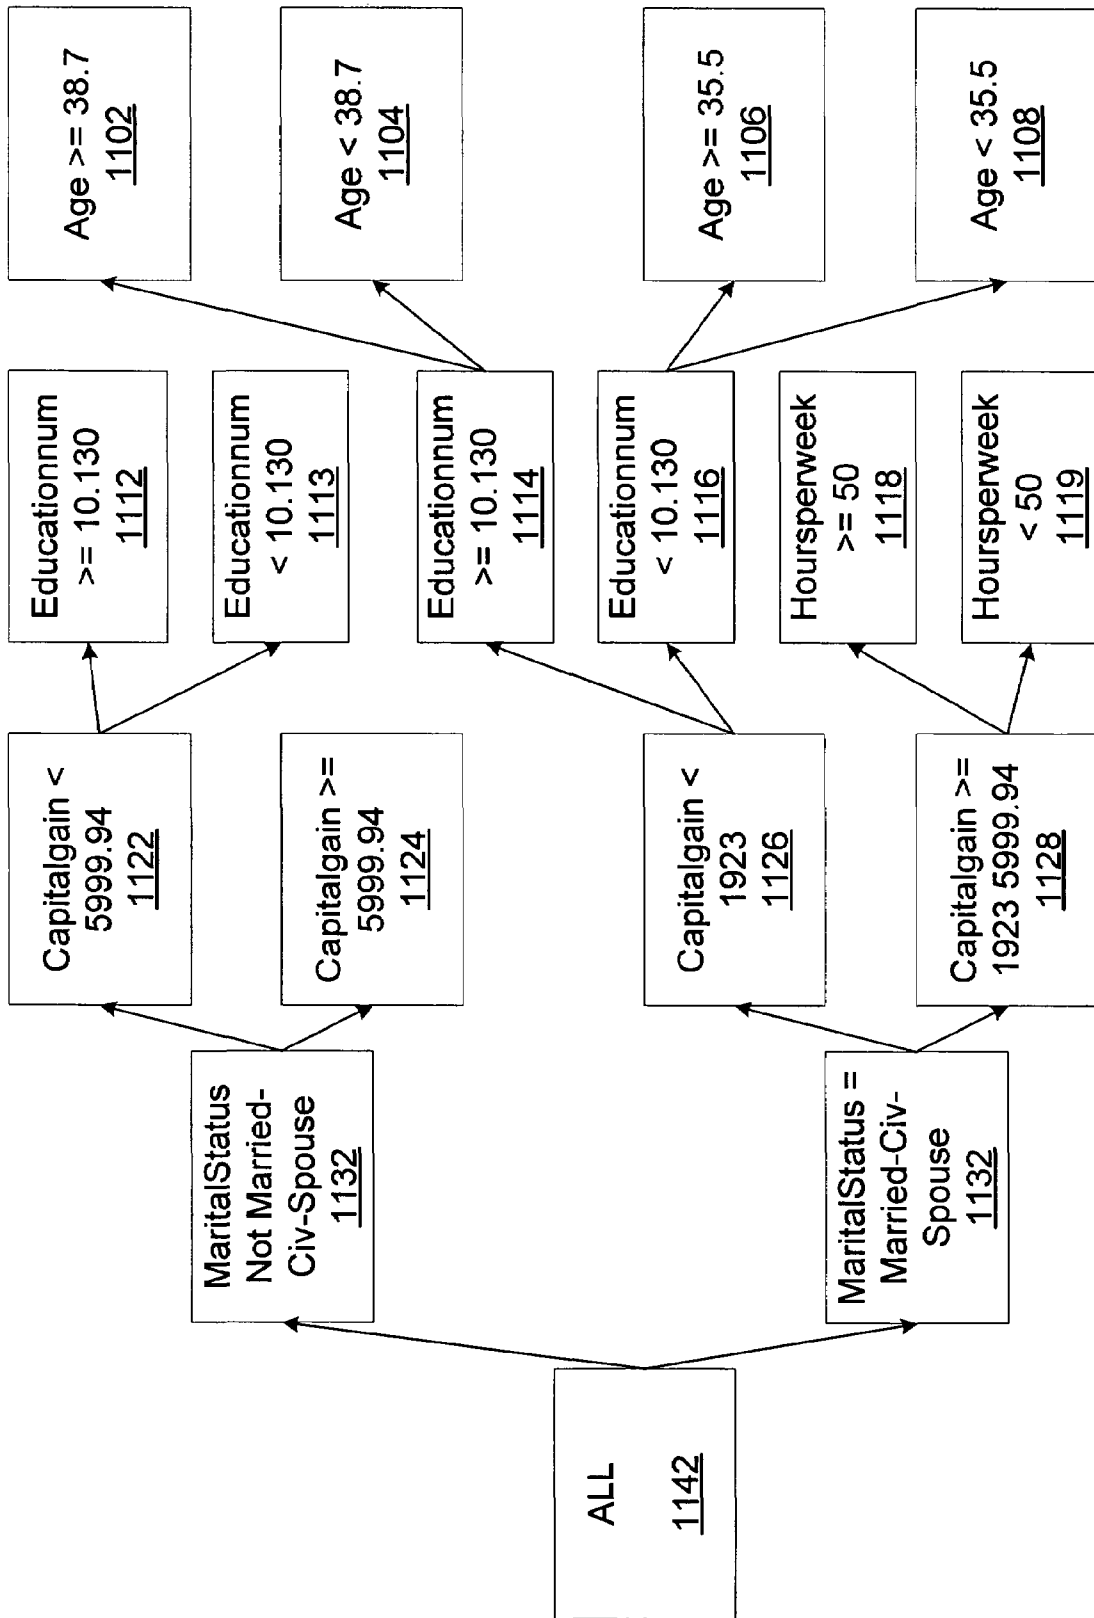 ALL
1142
MaritalStatus
Not Married-
Civ-Spouse
1132
MaritalStatus =
Married-Civ-
Spouse
1132
Capitalgain <
5999.94
1122
Capitalgain >=
5999.94
1124
Capitalgain <
1923
1126
Capitalgain >=
1923 5999.94
1128
Educationnum
>= 10.130
1112
Educationnum
< 10.130
1113
Educationnum
>= 10.130
1114
Educationnum
< 10.130
1116
Hoursperweek
>= 50
1118
Hoursperweek
< 50
1119
Age >= 38.7
1102
Age < 38.7
1104
Age >= 35.5
1106
Age < 35.5
1108